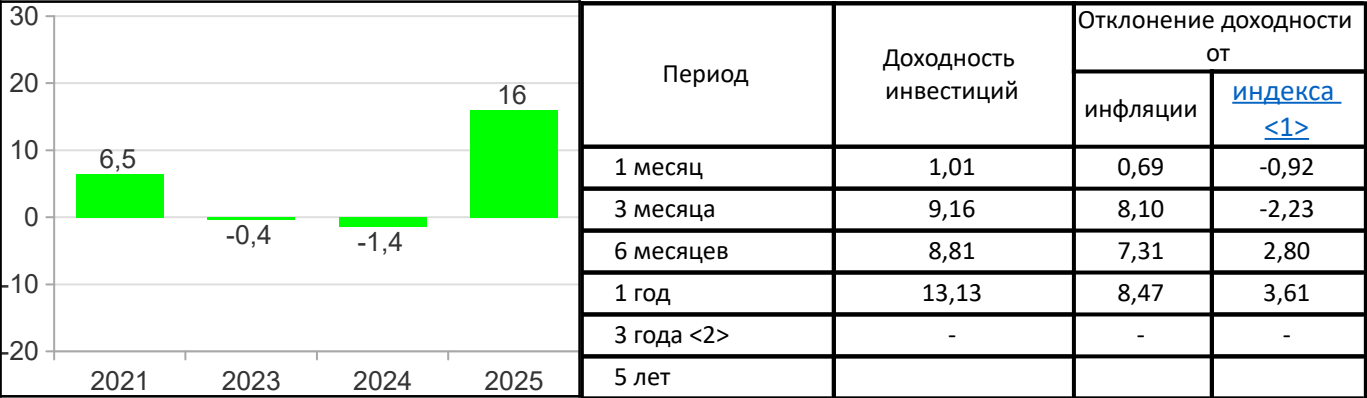 30
20
10
0
-10
-20
6,5
-0,4
-1,4
16
2021 2023 2024 2025
Период
Доходность
инвестиций
Отклонение доходности
от
инфляции
индекса
<1>
1 месяц 1,01 0,69 -0,92
3 месяца 9,16 8,10 -2,23
6 месяцев 8,81 7,31 2,80
1 год 13,13 8,47 3,61
3 года <2> - - -
5 лет